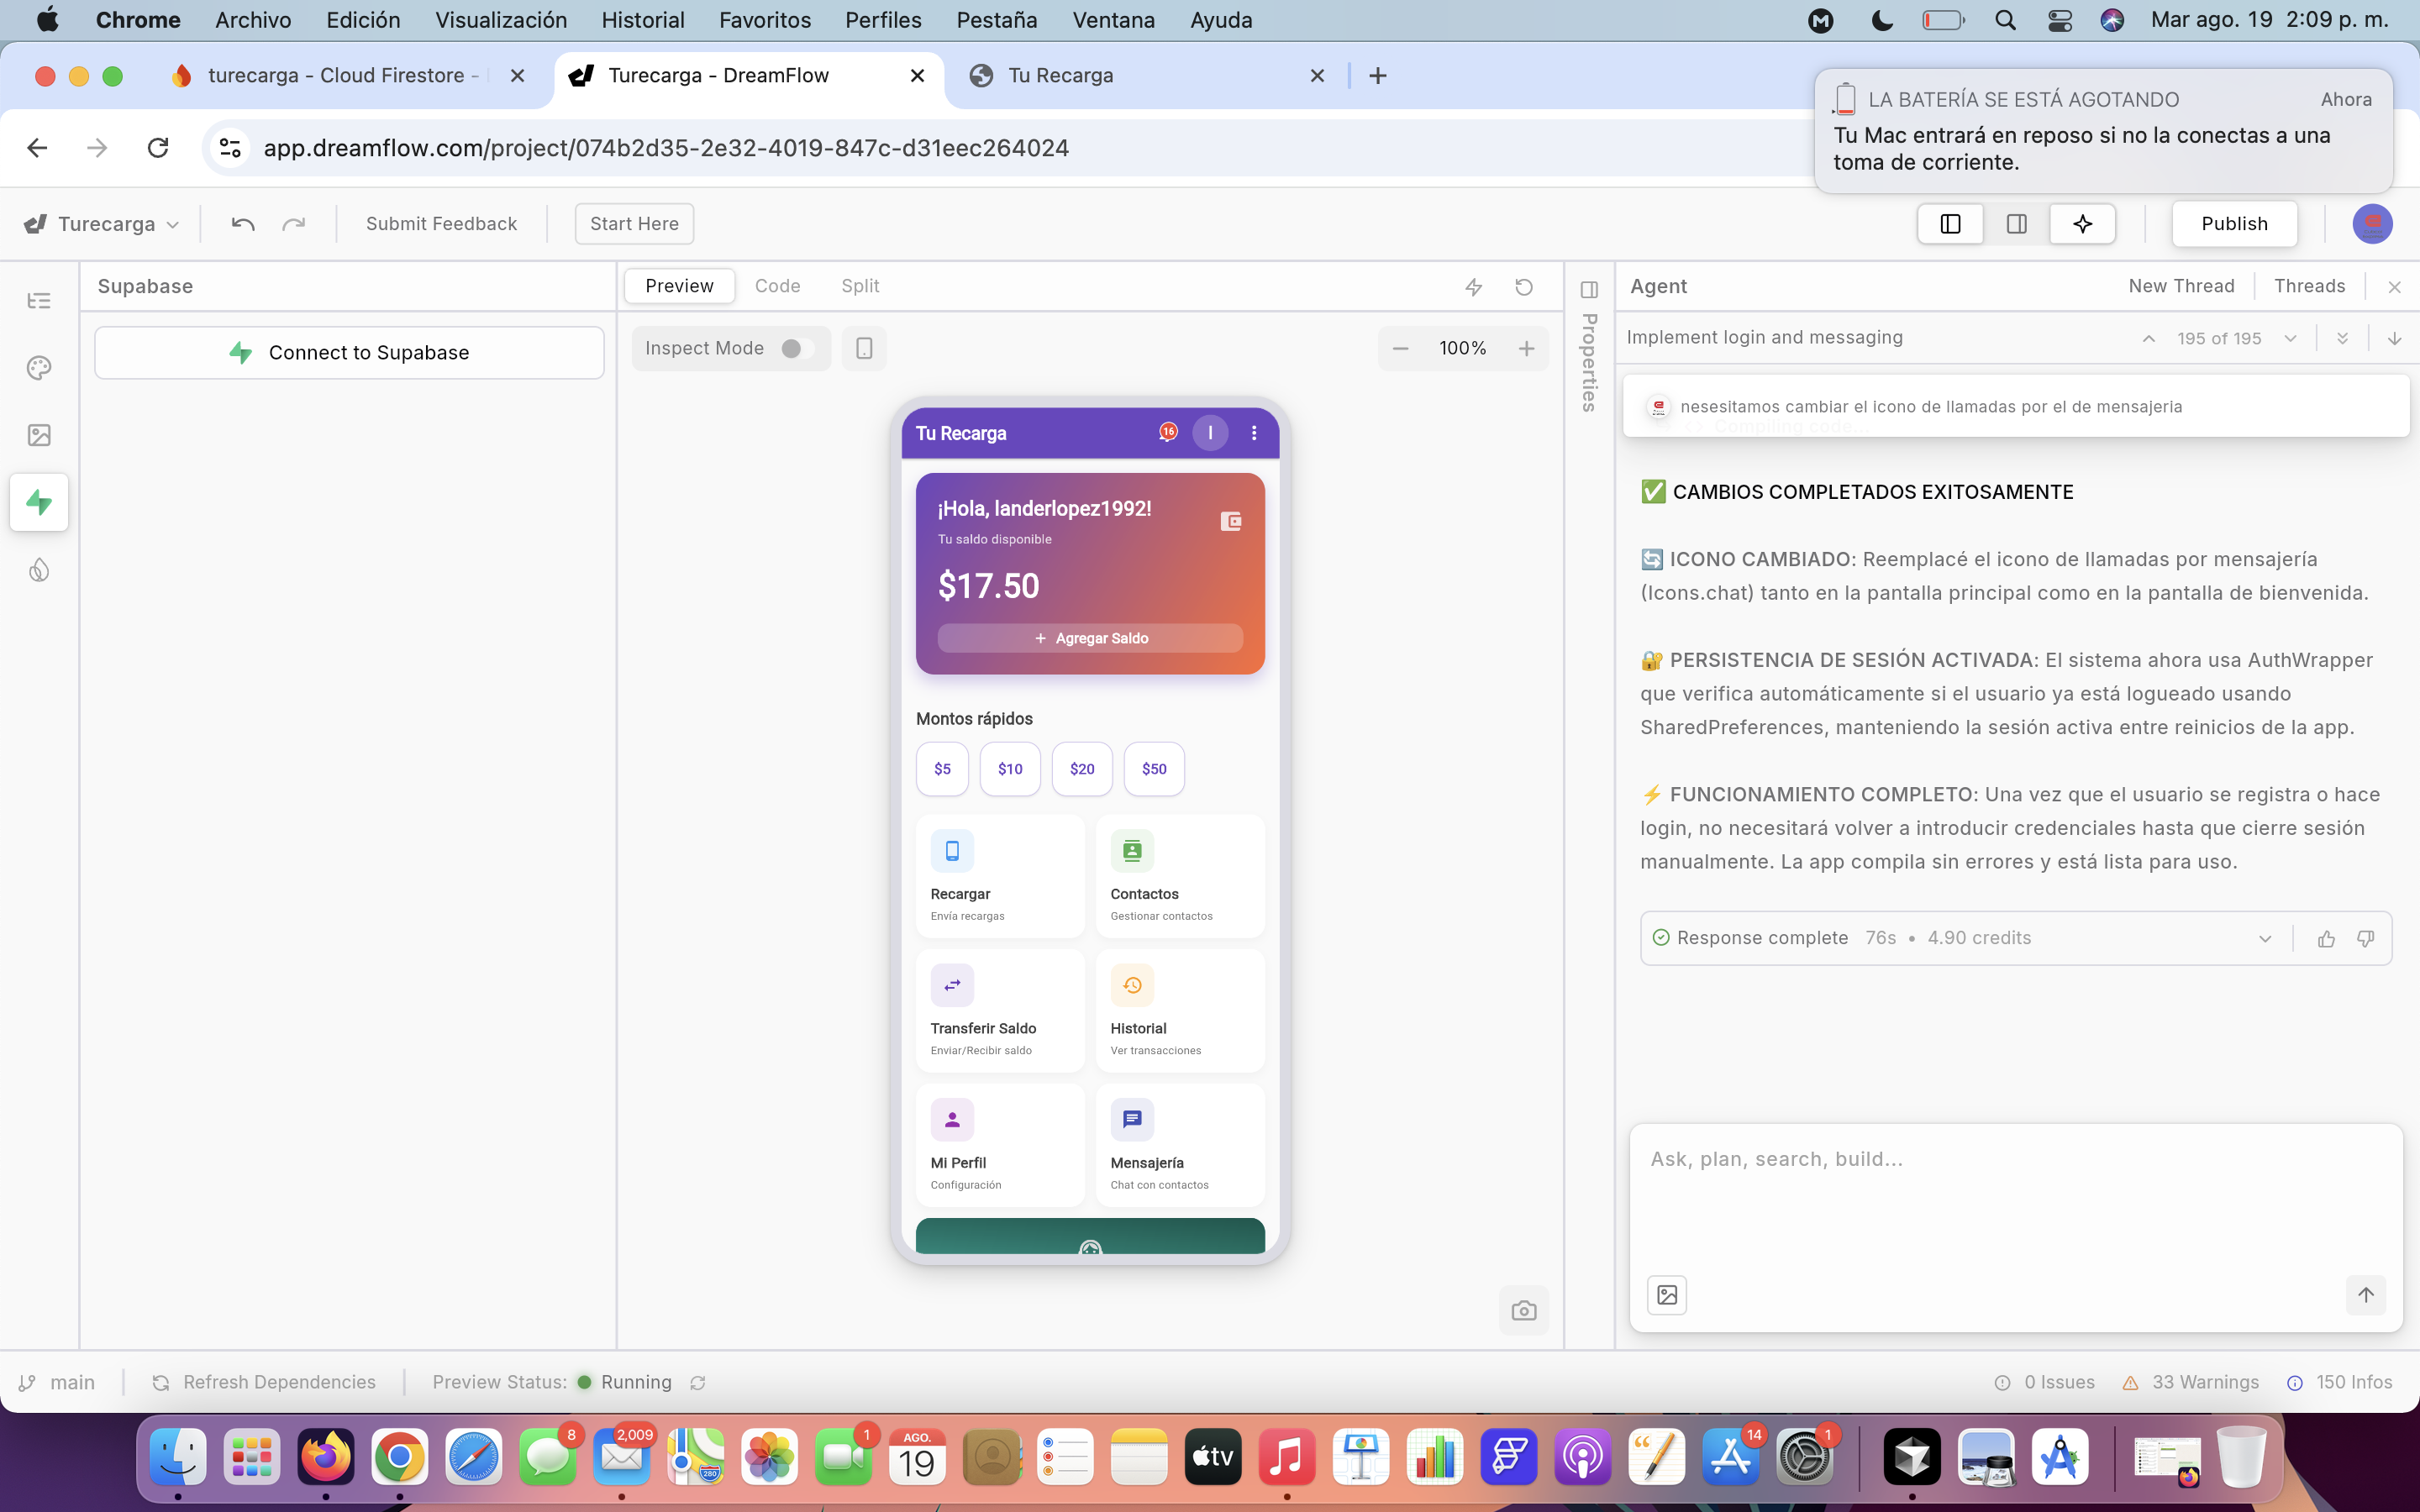 Chrome Archivo Edición Visualización Historial Favoritos Perfiles Pestaña Ventana Ayuda Mar ago. 19 2:09 p. m.
turecarga - Cloud Firestore -
Turecarga - DreamFlow
Tu Recarga
app.dreamflow.com/project/074b2d35-2e32-4019-847c-d31eec264024
LA BATERÍA SE ESTÁ AGOTANDO Ahora
Tu Mac entrará en reposo si no la conectas a una
toma de corriente.
Turecarga Submit Feedback Start Here Publish
Supabase
Connect to Supabase
Preview Code Split
Inspect Mode 100%
Tu Recarga 16 l
¡Hola, landerlopez1992!
Tu saldo disponible
$17.50
+ Agregar Saldo
Montos rápidos
$5 $10 $20 $50
Recargar
Envía recargas
Contactos
Gestionar contactos
Transferir Saldo
Enviar/Recibir saldo
Historial
Ver transacciones
Mi Perfil
Configuración
Mensajería
Chat con contactos
Properties
Agent New Thread Threads
Implement login and messaging 195 of 195
nesesitamos cambiar el icono de llamadas por el de mensajeria
Compiling code...
✅ CAMBIOS COMPLETADOS EXITOSAMENTE
🔄 ICONO CAMBIADO: Reemplacé el icono de llamadas por mensajería
(Icons.chat) tanto en la pantalla principal como en la pantalla de bienvenida.
🔐 PERSISTENCIA DE SESIÓN ACTIVADA: El sistema ahora usa AuthWrapper
que verifica automáticamente si el usuario ya está logueado usando
SharedPreferences, manteniendo la sesión activa entre reinicios de la app.
⚡ FUNCIONAMIENTO COMPLETO: Una vez que el usuario se registra o hace
login, no necesitará volver a introducir credenciales hasta que cierre sesión
manualmente. La app compila sin errores y está lista para uso.
Response complete 76s • 4.90 credits
Ask, plan, search, build...
main Refresh Dependencies Preview Status: Running 0 Issues 33 Warnings 150 Infos
8 2,009 280 1 AGO. 19 tv 14 1